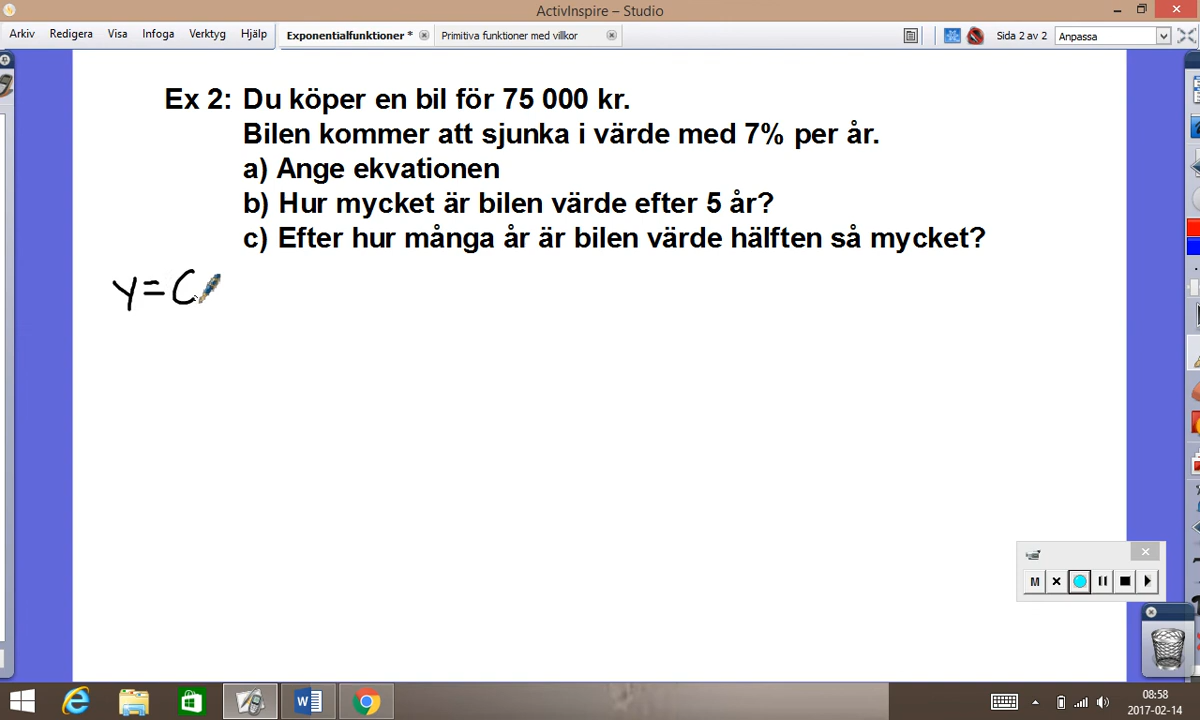 ActivInspire – Studio
Arkiv Redigera Visa Infoga Verktyg Hjälp Exponentialfunktioner * Primitiva funktioner med villkor Sida 2 av 2 Anpassa
Ex 2: Du köper en bil för 75 000 kr.
Bilen kommer att sjunka i värde med 7% per år.
a) Ange ekvationen
b) Hur mycket är bilen värde efter 5 år?
c) Efter hur många år är bilen värde hälften så mycket?
y = C
M
08:58
2017-02-14